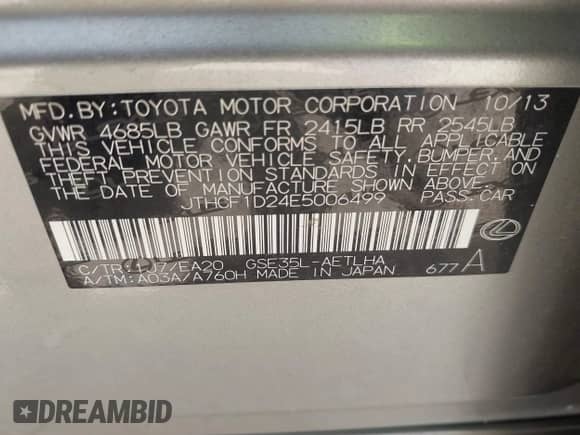 MFD.BY:TOYOTA MOTOR CORPORATION 10/13
GVWR 4685LB GAWR FR 2415LB RR 2545LB
THIS VEHICLE CONFORMS TO ALL APPLICABLE
FEDERAL MOTOR VEHICLE SAFETY,BUMPER,AND
THEFT PREVENTION STANDARDS IN EFFECT ON
THE DATE OF MANUFACTURE SHOWN ABOVE.
JTHCF1D24E5006499 PASS.CAR
C/TR: /EA20 GSE35L-AETLHA
A/TM:A03A/A760H MADE IN JAPAN 677A
DREAMBID